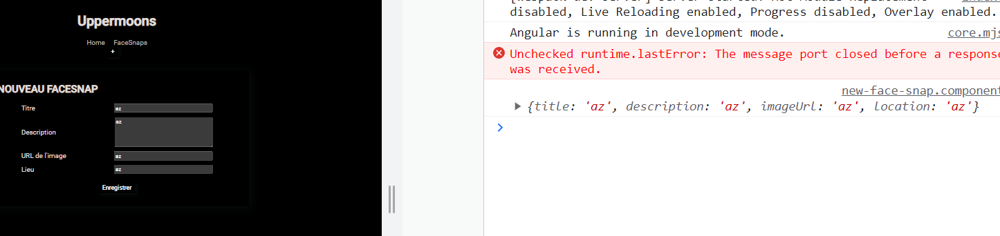 Uppermoons
Home FaceSnaps
+
NOUVEAU FACESNAP
Titre az
Description az
URL de l'image az
Lieu az
Enregistrer
disabled, Live Reloading enabled, Progress disabled, Overlay enabled.
Angular is running in development mode. core.mjs
Unchecked runtime.lastError: The message port closed before a response
was received.
new-face-snap.component
{title: 'az', description: 'az', imageUrl: 'az', location: 'az'}